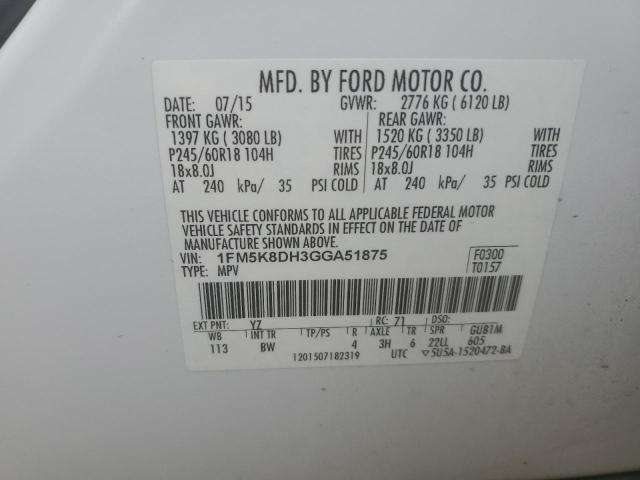 MFD. BY FORD MOTOR CO.
DATE: 07/15 GVWR: 2776 KG ( 6120 LB)
FRONT GAWR: REAR GAWR:
1397 KG ( 3080 LB) WITH 1520 KG ( 3350 LB) WITH
P245/60R18 104H TIRES P245/60R18 104H TIRES
18x8.0J RIMS 18x8.0J RIMS
AT 240 kPa/ 35 PSI COLD AT 240 kPa/ 35 PSI COLD
THIS VEHICLE CONFORMS TO ALL APPLICABLE FEDERAL MOTOR
VEHICLE SAFETY STANDARDS IN EFFECT ON THE DATE OF
MANUFACTURE SHOWN ABOVE.
VIN: 1FM5K8DH3GGA51875 F0300
TYPE: MPV T0157
EXT PNT: YZ RC: 71 DSO:
WB INT TR TP/PS R AXLE TR SPR GUB1M
113 BW 4 3H 6 22LL 605
1201507182319 UTC ▽5U5A-1520472-BA